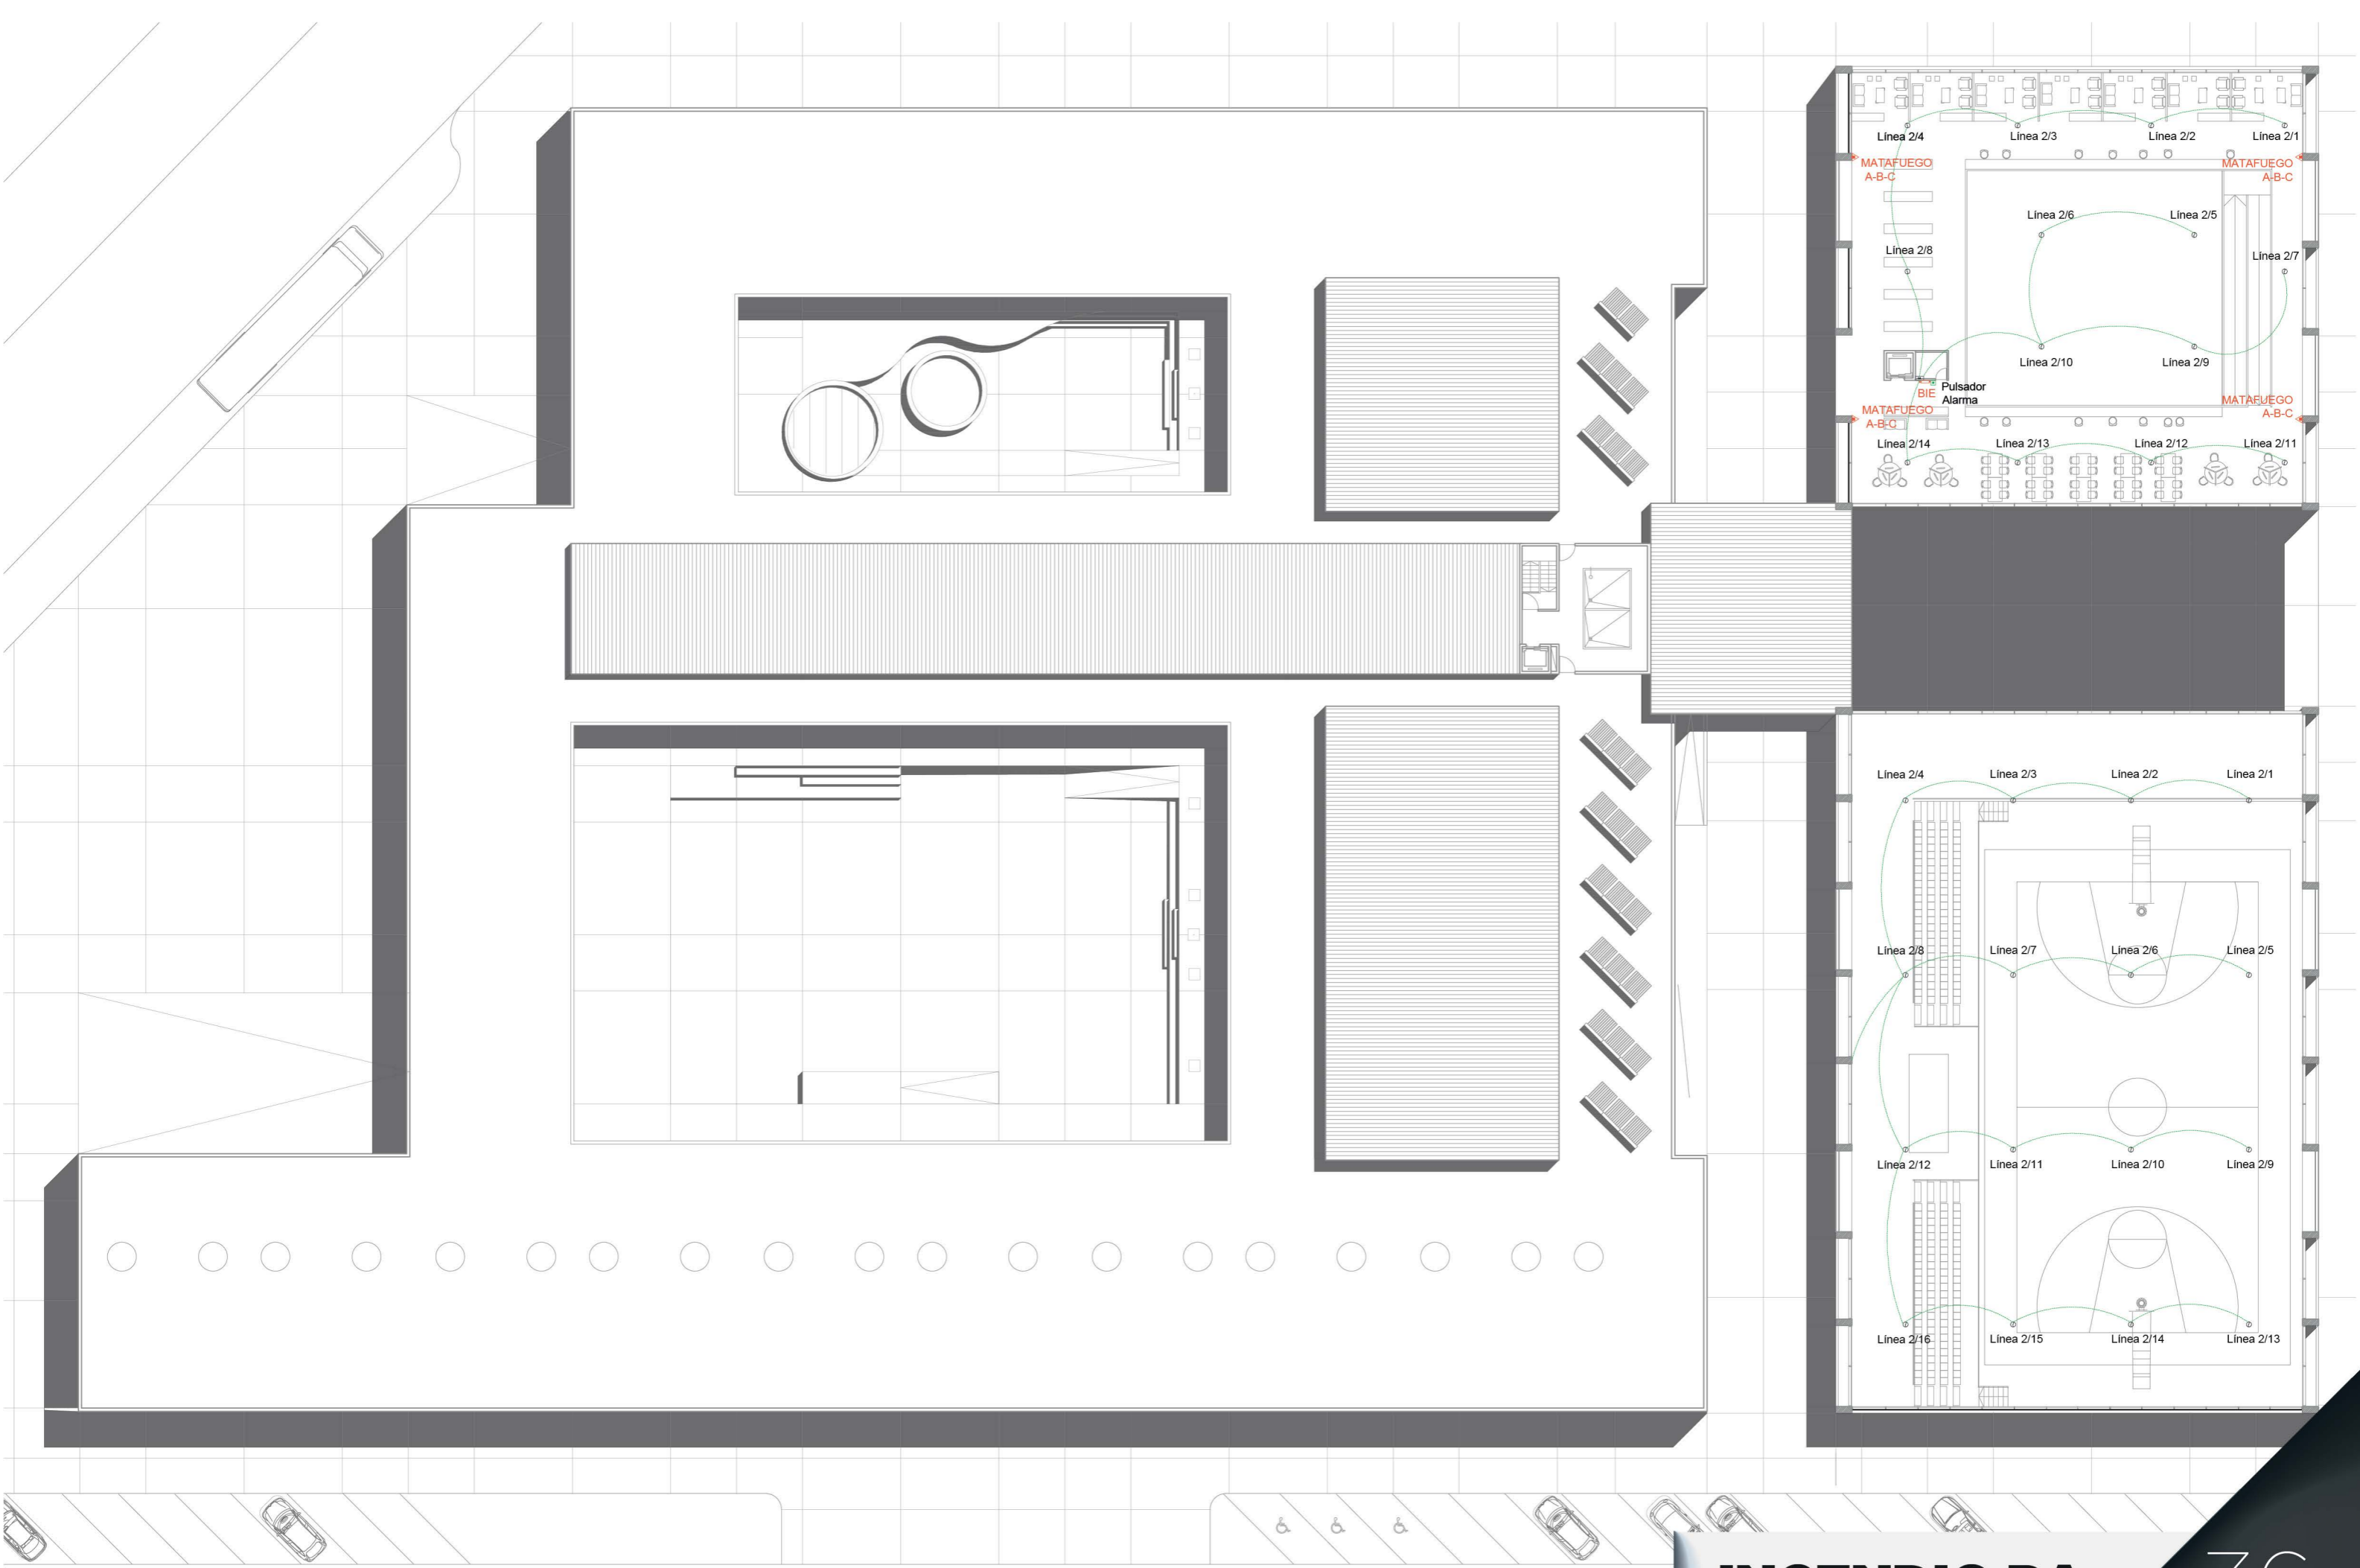 Línea 2/4
Línea 2/3
Línea 2/2
Línea 2/1
MATAFUEGO
A-B-C
MATAFUEGO
A-B-C
Línea 2/6
Línea 2/5
Línea 2/8
Línea 2/7
Línea 2/10
Línea 2/9
BIE
Pulsador
Alarma
MATAFUEGO
A-B-C
MATAFUEGO
A-B-C
Línea 2/14
Línea 2/13
Línea 2/12
Línea 2/11
Línea 2/4
Línea 2/3
Línea 2/2
Línea 2/1
Línea 2/8
Línea 2/7
Línea 2/6
Línea 2/5
Línea 2/12
Línea 2/11
Línea 2/10
Línea 2/9
Línea 2/16
Línea 2/15
Línea 2/14
Línea 2/13